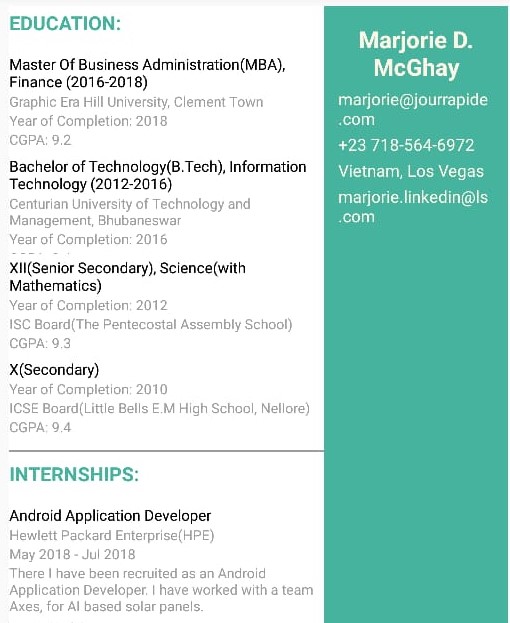 EDUCATION:
Master Of Business Administration(MBA),
Finance (2016-2018)
Graphic Era Hill University, Clement Town
Year of Completion: 2018
CGPA: 9.2
Bachelor of Technology(B.Tech), Information
Technology (2012-2016)
Centurian University of Technology and
Management, Bhubaneswar
Year of Completion: 2016
XII(Senior Secondary), Science(with
Mathematics)
Year of Completion: 2012
ISC Board(The Pentecostal Assembly School)
CGPA: 9.3
X(Secondary)
Year of Completion: 2010
ICSE Board(Little Bells E.M High School, Nellore)
CGPA: 9.4
INTERNSHIPS:
Android Application Developer
Hewlett Packard Enterprise(HPE)
May 2018 - Jul 2018
There I have been recruited as an Android
Application Developer. I have worked with a team
Axes, for AI based solar panels.
Marjorie D.
McGhay
marjorie@jourrapide
.com
+23 718-564-6972
Vietnam, Los Vegas
marjorie.linkedin@ls
.com